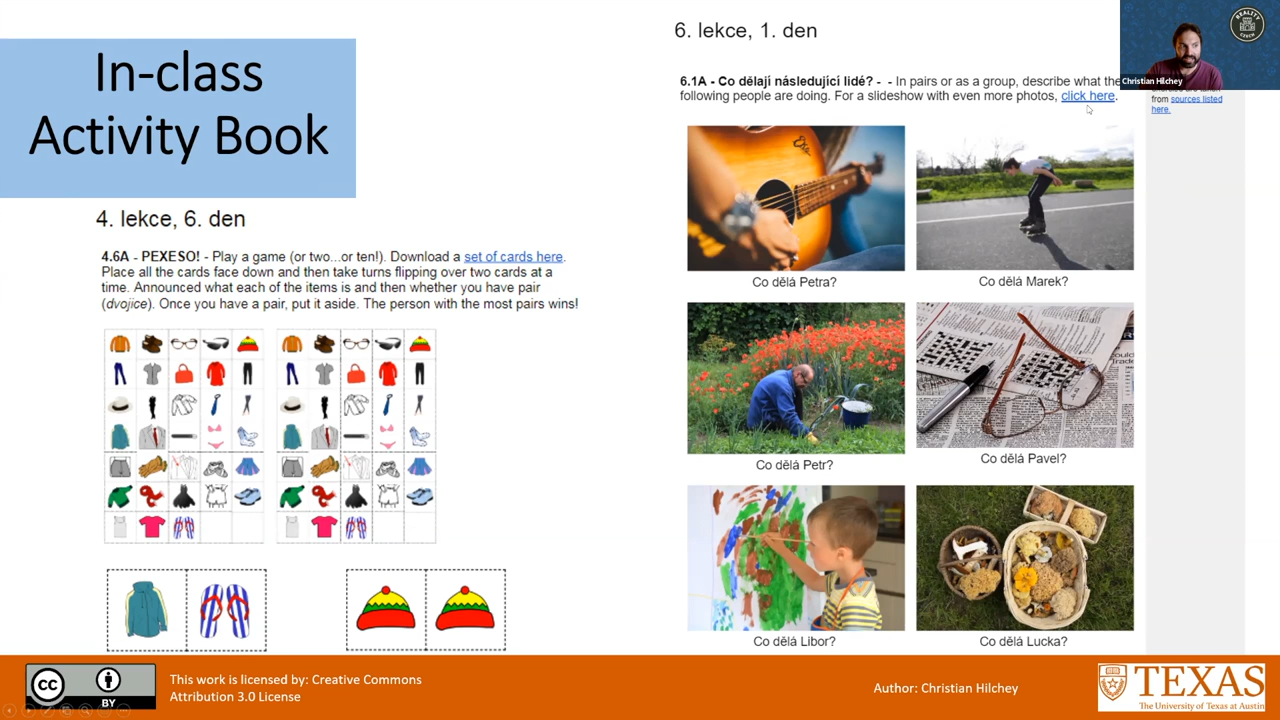 In-class
Activity Book
4. lekce, 6. den
4.6A - PEXESO! - Play a game (or two...or ten!). Download a set of cards here.
Place all the cards face down and then take turns flipping over two cards at a
time. Announced what each of the items is and then whether you have pair
(dvojice). Once you have a pair, put it aside. The person with the most pairs wins!
6. lekce, 1. den
6.1A - Co dělají následující lidé? - - In pairs or as a group, describe what the
following people are doing. For a slideshow with even more photos, click here.
Co dělá Petra?
Co dělá Marek?
Co dělá Petr?
Co dělá Pavel?
Co dělá Libor?
Co dělá Lucka?
Christian Hilchey
REALITY
CZECH
from sources listed
here.
CC
BY
This work is licensed by: Creative Commons
Attribution 3.0 License
Author: Christian Hilchey
TEXAS
The University of Texas at Austin